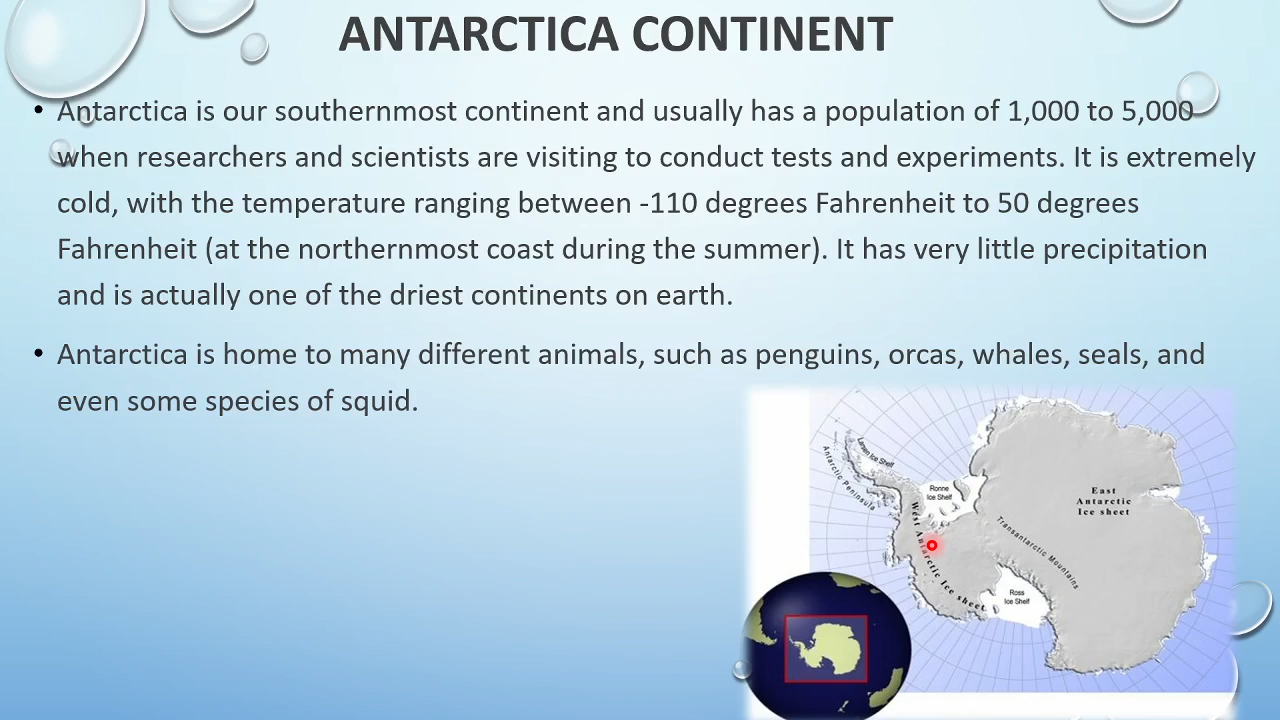 ANTARCTICA CONTINENT
• Antarctica is our southernmost continent and usually has a population of 1,000 to 5,000
when researchers and scientists are visiting to conduct tests and experiments. It is extremely
cold, with the temperature ranging between -110 degrees Fahrenheit to 50 degrees
Fahrenheit (at the northernmost coast during the summer). It has very little precipitation
and is actually one of the driest continents on earth.
• Antarctica is home to many different animals, such as penguins, orcas, whales, seals, and
even some species of squid.
Larsen Ice Shelf
Antarctic Peninsula
Ronne
Ice Shelf
West Antarctic Ice sheet
East
Antarctic
Ice sheet
Transantarctic Mountains
Ross
Ice Shelf